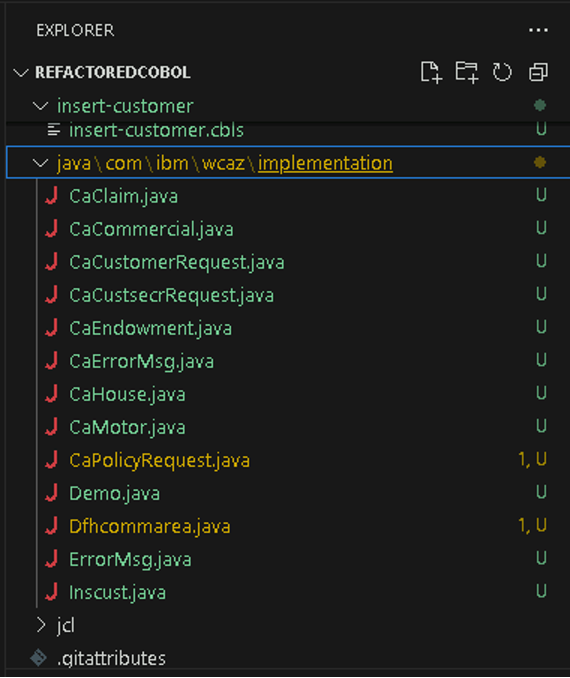 EXPLORER ...
REFACTOREDCOBOL
insert-customer
insert-customer.cbls U
java\com\ibm\wcaz\implementation
CaClaim.java U
CaCommercial.java U
CaCustomerRequest.java U
CaCustsecrRequest.java U
CaEndowment.java U
CaErrorMsg.java U
CaHouse.java U
CaMotor.java U
CaPolicyRequest.java 1, U
Demo.java U
Dfhcommarea.java 1, U
ErrorMsg.java U
Inscust.java U
jcl
.gitattributes